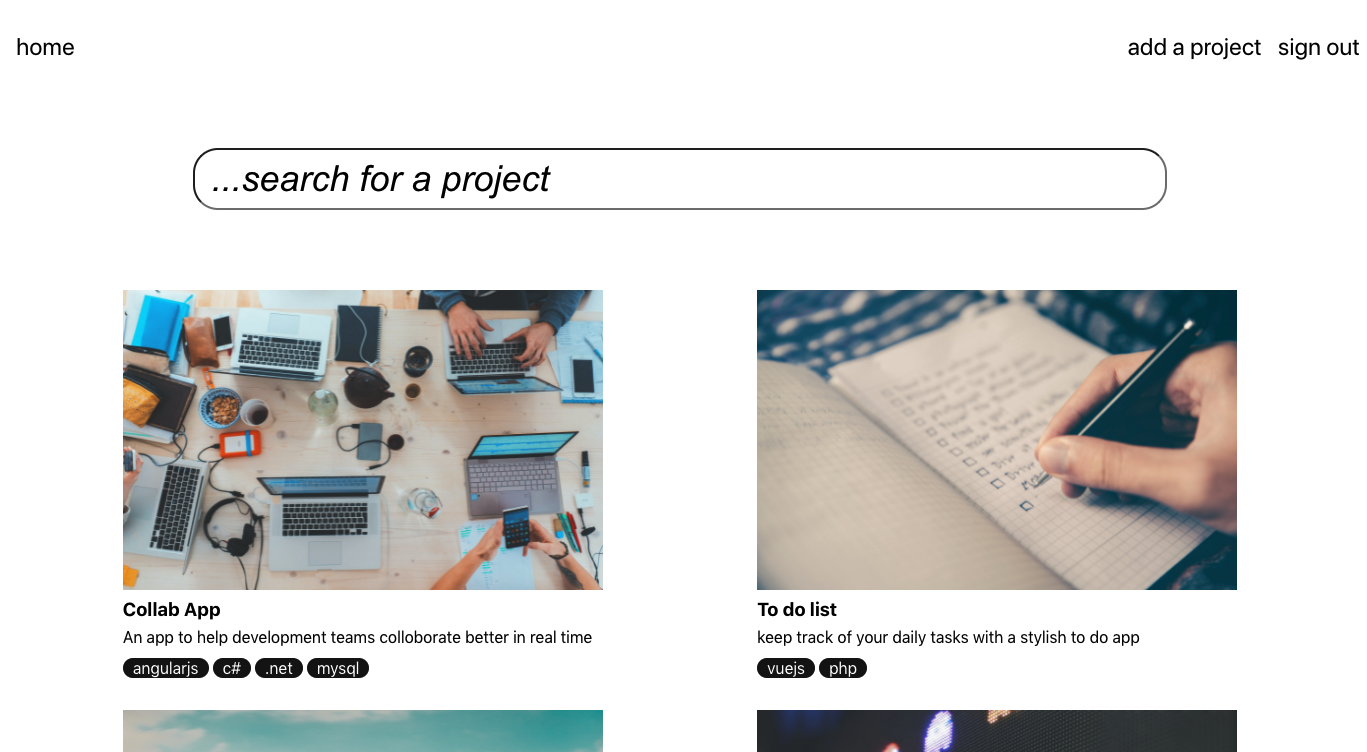 home
add a project sign out
...search for a project
Collab App
An app to help development teams colloborate better in real time
angularjs c# .net mysql
To do list
keep track of your daily tasks with a stylish to do app
vuejs php